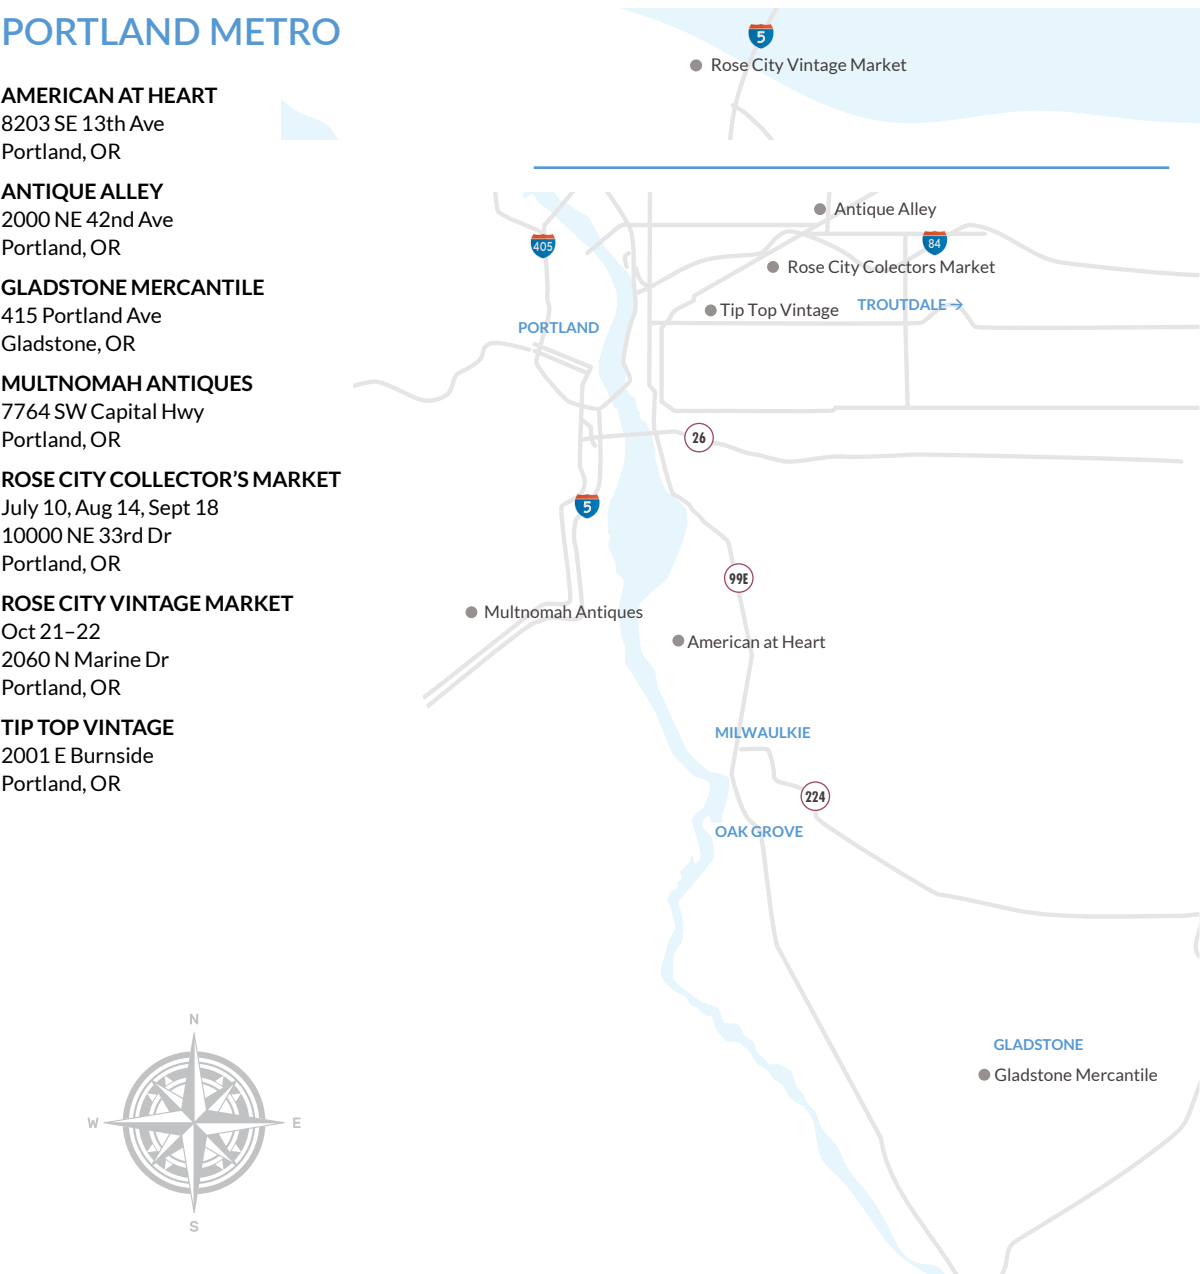 PORTLAND METRO
AMERICAN AT HEART
8203 SE 13th Ave
Portland, OR
ANTIQUE ALLEY
2000 NE 42nd Ave
Portland, OR
GLADSTONE MERCANTILE
415 Portland Ave
Gladstone, OR
MULTNOMAH ANTIQUES
7764 SW Capital Hwy
Portland, OR
ROSE CITY COLLECTOR’S MARKET
July 10, Aug 14, Sept 18
10000 NE 33rd Dr
Portland, OR
ROSE CITY VINTAGE MARKET
Oct 21–22
2060 N Marine Dr
Portland, OR
TIP TOP VINTAGE
2001 E Burnside
Portland, OR
5
Rose City Vintage Market
Antique Alley
405
84
Rose City Colectors Market
Tip Top Vintage
TROUTDALE →
PORTLAND
26
5
99E
Multnomah Antiques
American at Heart
MILWAULKIE
224
OAK GROVE
GLADSTONE
Gladstone Mercantile
N
W
E
S